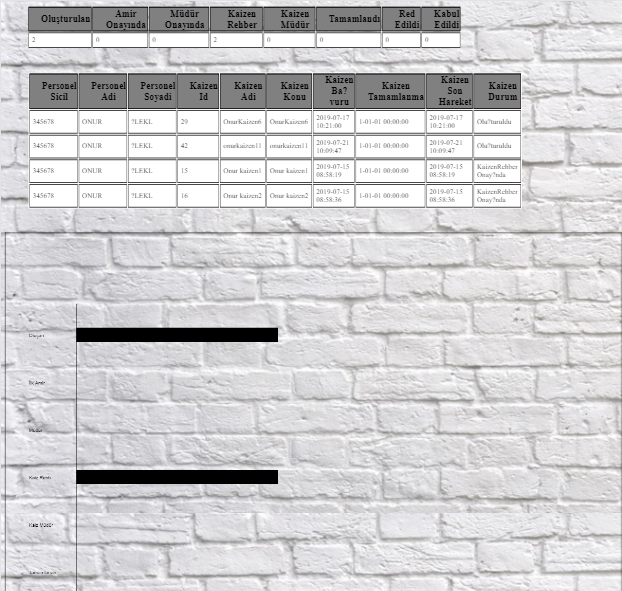 Oluşturulan Amir Onayında Müdür Onayında Kaizen Rehber Kaizen Müdür Tamamlandı Red Edildi Kabul Edildi
2 0 0 2 0 0 0 0
Personel Sicil Personel Adi Personel Soyadi Kaizen Id Kaizen Adi Kaizen Konu Kaizen Ba?vuru Kaizen Tamamlanma Kaizen Son Hareket Kaizen Durum
345678 ONUR ?LEKL 29 OnurKaizen6 OnurKaizen6 2019-07-17 10:21:00 1-01-01 00:00:00 2019-07-17 10:21:00 Olu?turuldu
345678 ONUR ?LEKL 42 onurkaizen11 onurkaizen11 2019-07-21 10:09:47 1-01-01 00:00:00 2019-07-21 10:09:47 Olu?turuldu
345678 ONUR ?LEKL 15 Onur kaizen1 Onur kaizen1 2019-07-15 08:58:19 1-01-01 00:00:00 2019-07-15 08:58:19 KaizenRehber Onay?nda
345678 ONUR ?LEKL 16 Onur kaizen2 Onur kaizen2 2019-07-15 08:58:36 1-01-01 00:00:00 2019-07-15 08:58:36 KaizenRehber Onay?nda
Müdür
Kaiz Müdür